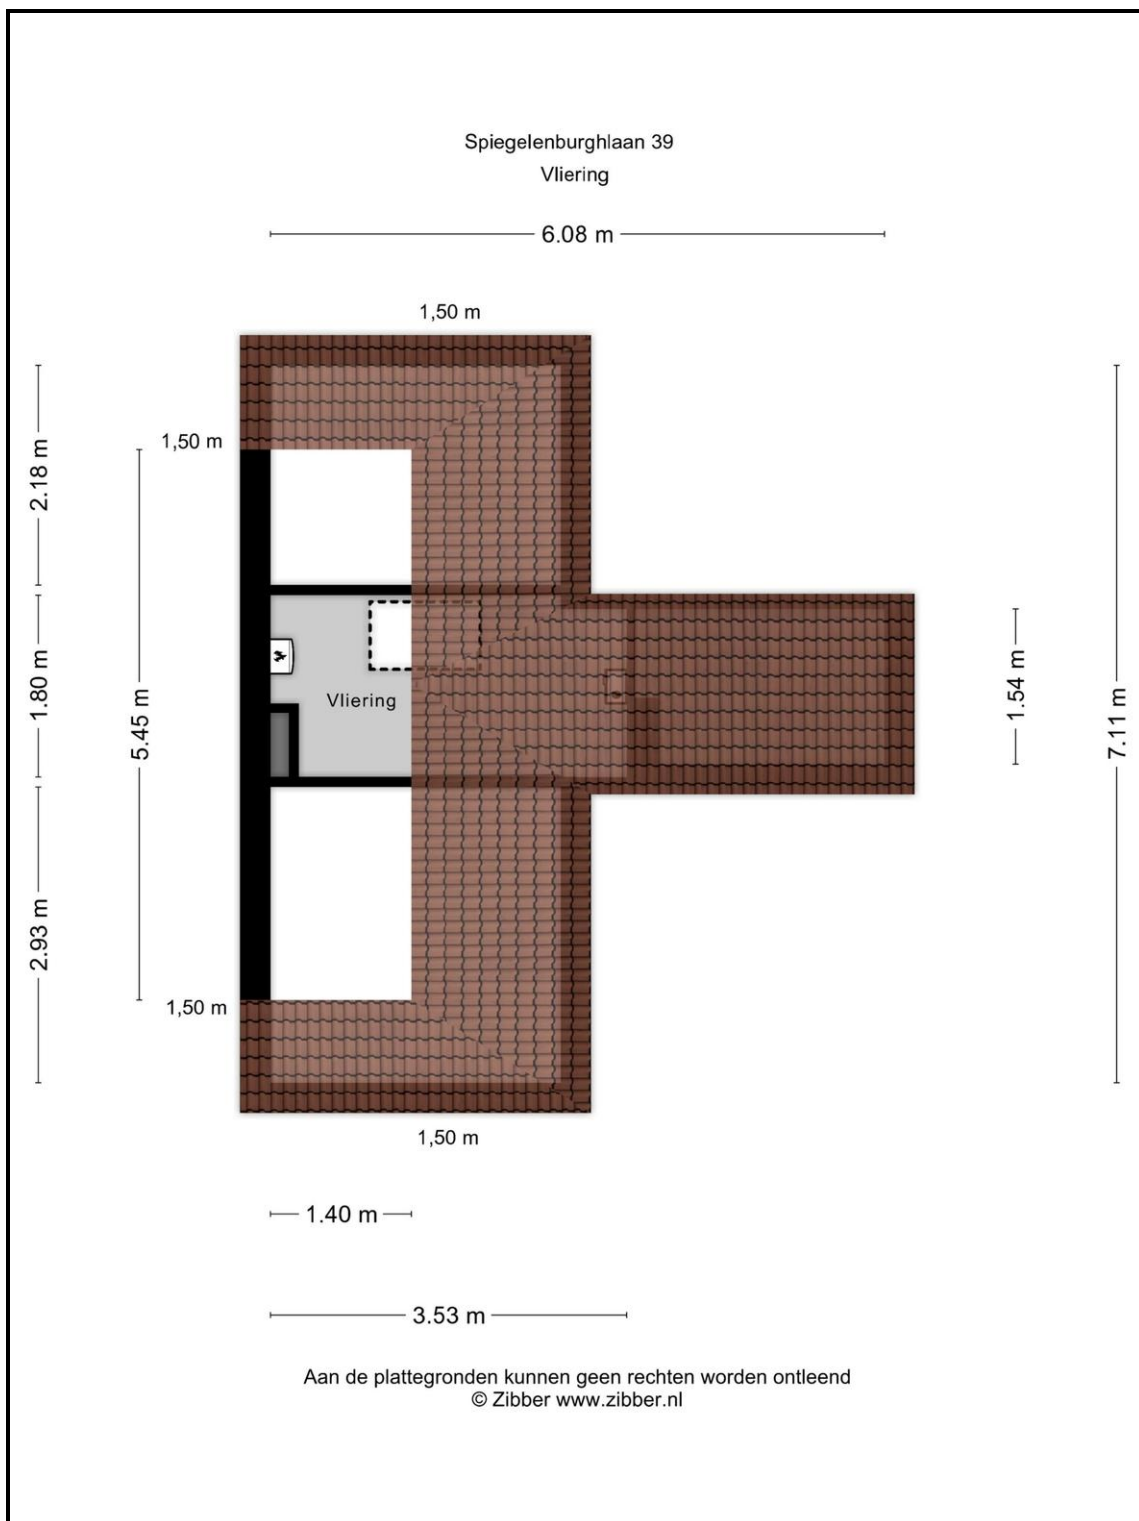 Spiegelenburghlaan 39
Vliering
6.08 m
1,50 m
1,50 m
2.18 m
1.80 m
5.45 m
Vliering
1.54 m
7.11 m
2.93 m
1,50 m
1,50 m
1.40 m
3.53 m
Aan de plattegronden kunnen geen rechten worden ontleend
© Zibber www.zibber.nl